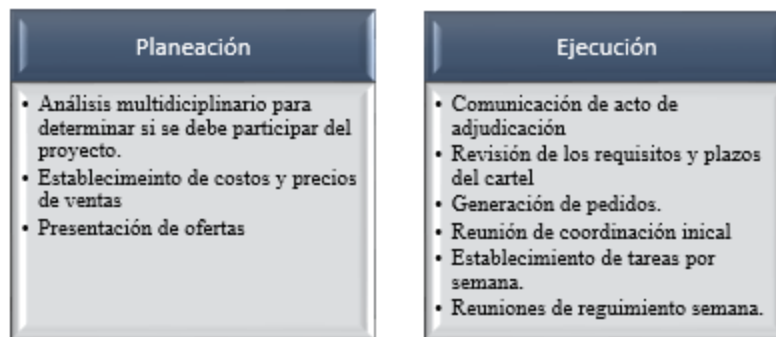 Planeación
• Análisis multidiciplinario para
determinar si se debe participar del
proyecto.
• Establecimeinto de costos y precios
de ventas
• Presentación de ofertas
Ejecución
• Comunicación de acto de
adjudicación
• Revisión de los requisitos y plazos
del cartel
• Generación de pedidos.
• Reunión de coordinación inical
• Establecimiento de tareas por
semana.
• Reuniones de reguimiento semana.